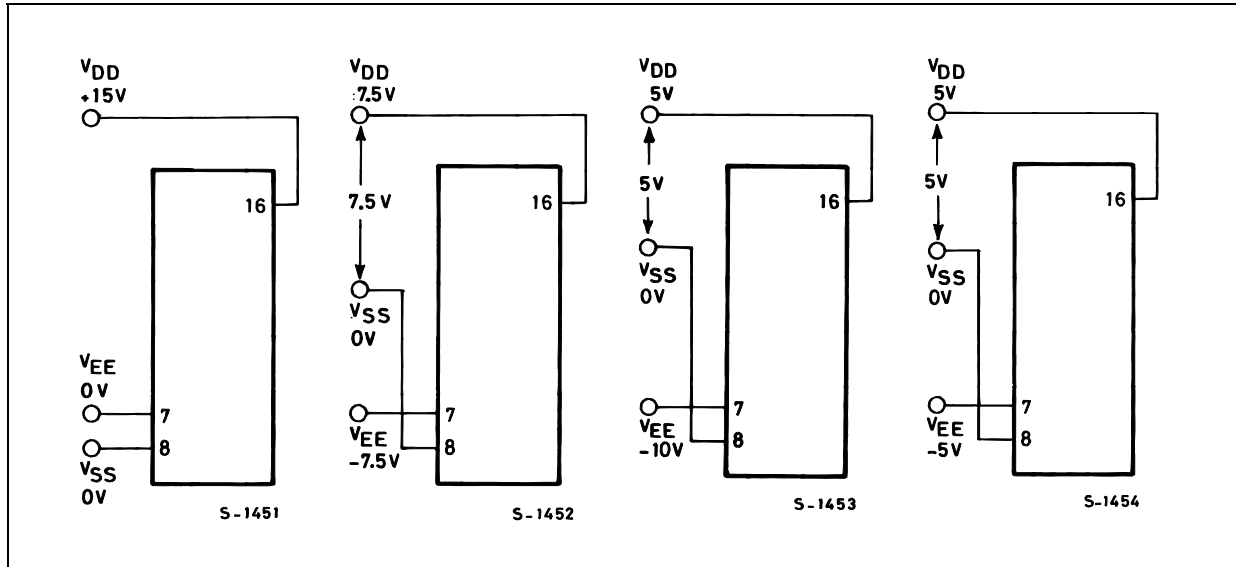 VDD
+15V
16
VEE
0V
7
8
VSS
0V
S-1451
VDD
:7.5V
7.5V
16
VSS
0V
7
VEE
-7.5V
8
S-1452
VDD
5V
5V
16
VSS
0V
7
VEE
-10V
8
S-1453
VDD
5V
5V
16
VSS
0V
7
VEE
-5V
8
S-1454